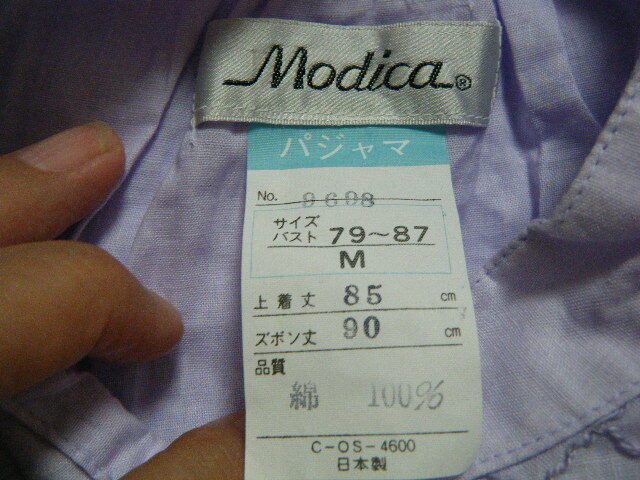 Modica®
パジャマ
No. 9698
サイズ
バスト 79〜87
M
上着丈 85 cm
ズボン丈 90 cm
品質
綿 100%
C-OS-4600
日本製